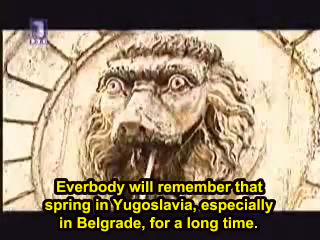 Everbody will remember that
spring in Yugoslavia, especially
in Belgrade, for a long time.